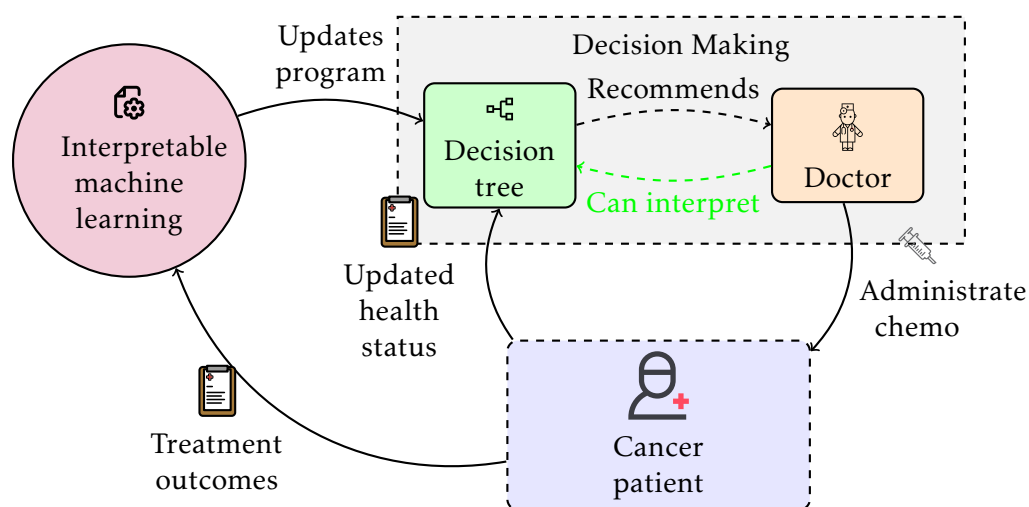 Updates
program
Decision Making
Interpretable
machine
learning
Decision
tree
Recommends
Can interpret
Doctor
Updated
health
status
Administrate
chemo
Treatment
outcomes
Cancer
patient